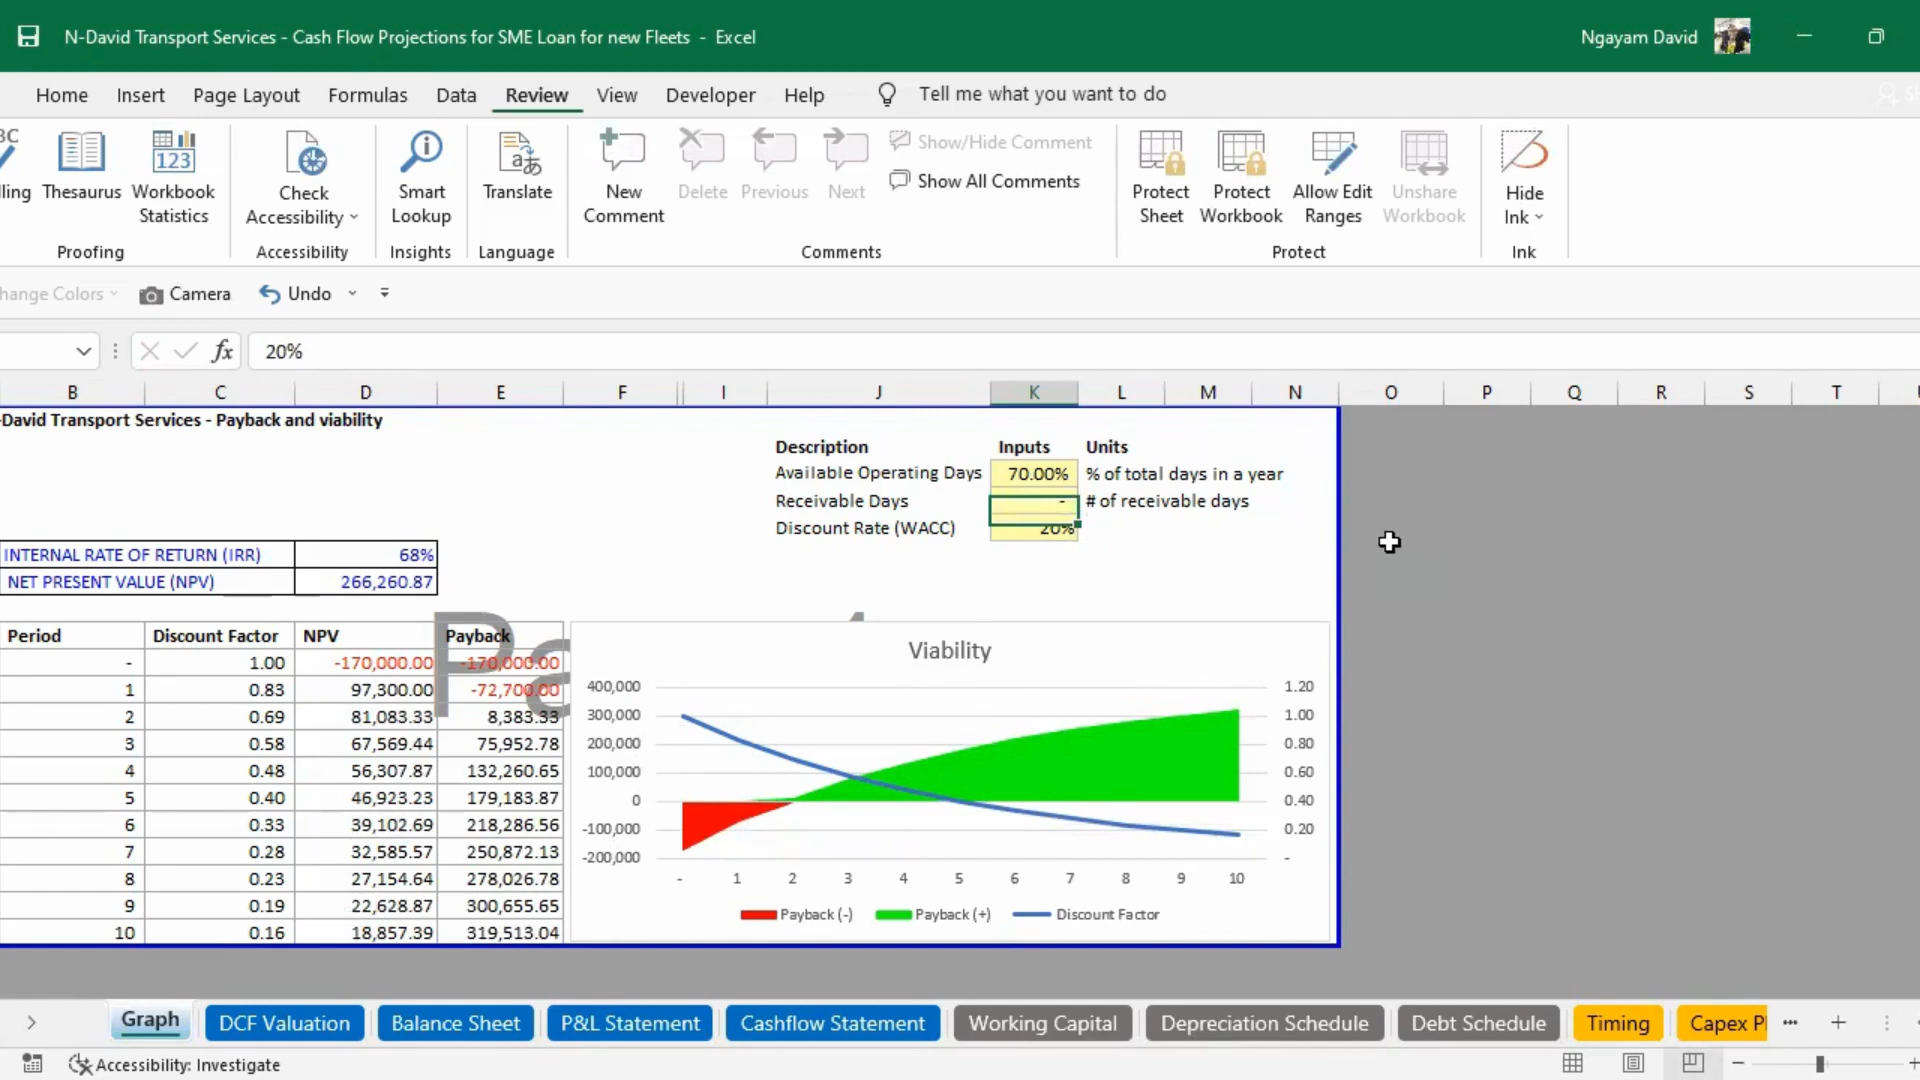 N-David Transport Services - Cash Flow Projections for SME Loan for new Fleets - Excel
Ngayam David
Home Insert Page Layout Formulas Data Review View Developer Help Tell me what you want to do
Thesaurus
Workbook
Statistics
Proofing
Check
Accessibility
Accessibility
Smart
Lookup
Insights
Translate
Language
New
Comment
Delete
Previous
Next
Show/Hide Comment
Show All Comments
Comments
Protect
Sheet
Protect
Workbook
Allow Edit
Ranges
Unshare
Workbook
Protect
Hide
Ink
Ink
hange Colors Camera Undo
fx 20%
B C D E F I J K L M N O P Q R S T
-David Transport Services - Payback and viability
Description Inputs Units
Available Operating Days 70.00% % of total days in a year
Receivable Days - # of receivable days
Discount Rate (WACC) 20%
INTERNAL RATE OF RETURN (IRR) 68%
NET PRESENT VALUE (NPV) 266,260.87
Period Discount Factor NPV Payback
- 1.00 -170,000.00 -170,000.00
1 0.83 97,300.00 -72,700.00
2 0.69 81,083.33 8,383.33
3 0.58 67,569.44 75,952.78
4 0.48 56,307.87 132,260.65
5 0.40 46,923.23 179,183.87
6 0.33 39,102.69 218,286.56
7 0.28 32,585.57 250,872.13
8 0.23 27,154.64 278,026.78
9 0.19 22,628.87 300,655.65
10 0.16 18,857.39 319,513.04
Viability
400,000 1.20
300,000 1.00
200,000 0.80
100,000 0.60
0 0.40
-100,000 0.20
-200,000 -
- 1 2 3 4 5 6 7 8 9 10
Payback (-) Payback (+) Discount Factor
Graph DCF Valuation Balance Sheet P&L Statement Cashflow Statement Working Capital Depreciation Schedule Debt Schedule Timing Capex Pl ...
Accessibility: Investigate